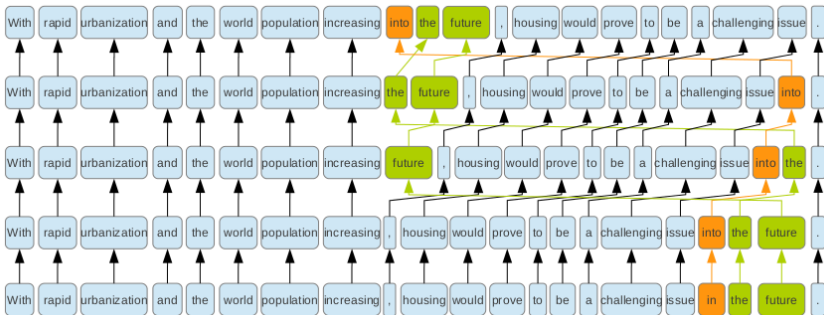 With rapid urbanization and the world population increasing into the future , housing would prove to be a challenging issue .
With rapid urbanization and the world population increasing the future , housing would prove to be a challenging issue into .
With rapid urbanization and the world population increasing future , housing would prove to be a challenging issue into the .
With rapid urbanization and the world population increasing , housing would prove to be a challenging issue into the future .
With rapid urbanization and the world population increasing , housing would prove to be a challenging issue in the future .